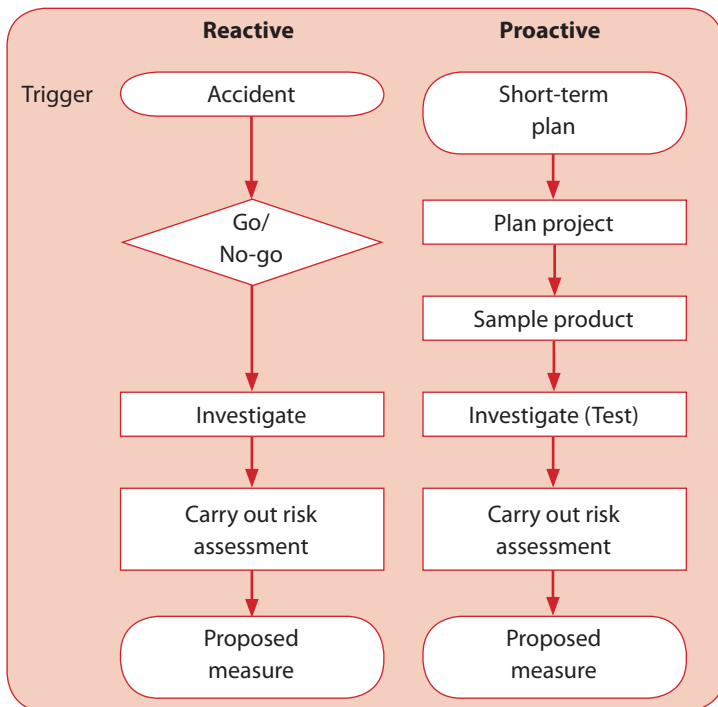 Reactive
Proactive
Trigger
Accident
Short-term
plan
Go/
No-go
Plan project
Sample product
Investigate
Investigate (Test)
Carry out risk
assessment
Carry out risk
assessment
Proposed
measure
Proposed
measure